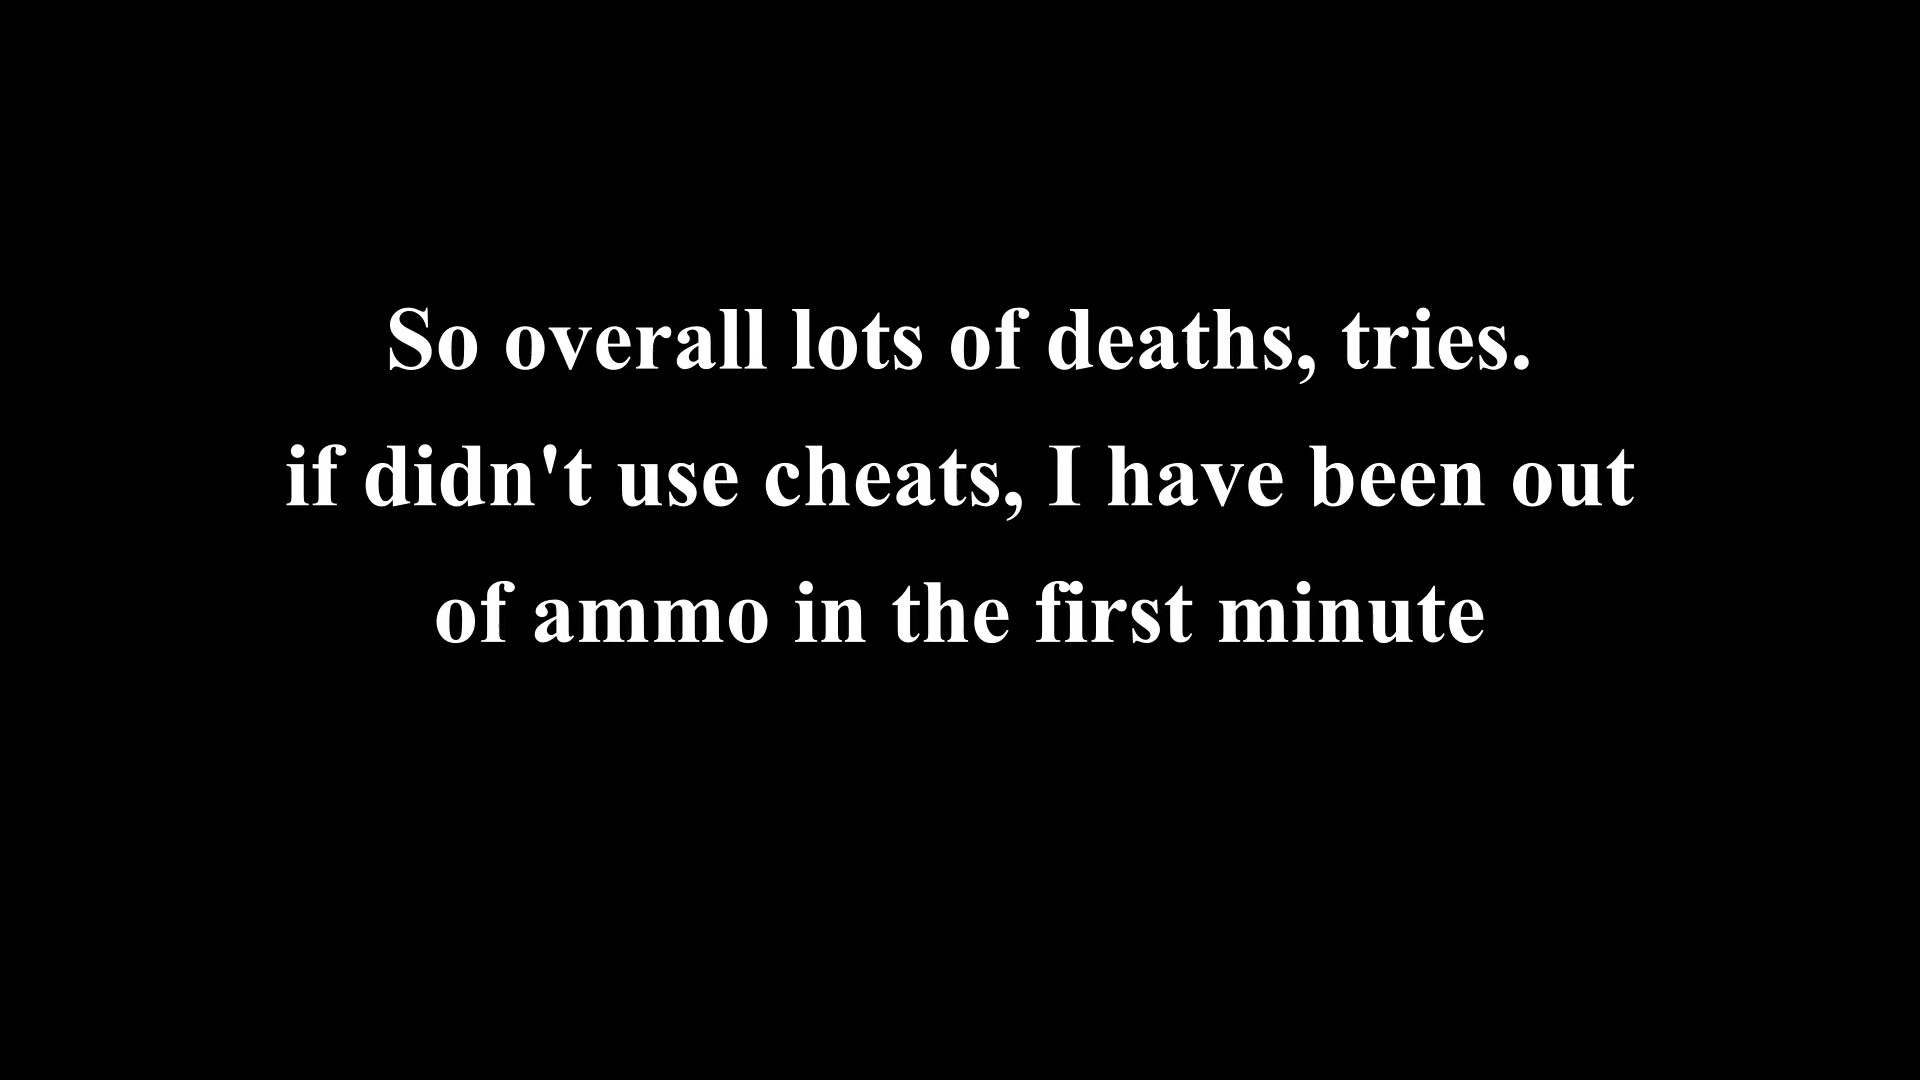 So overall lots of deaths, tries.
if didn't use cheats, I have been out
of ammo in the first minute